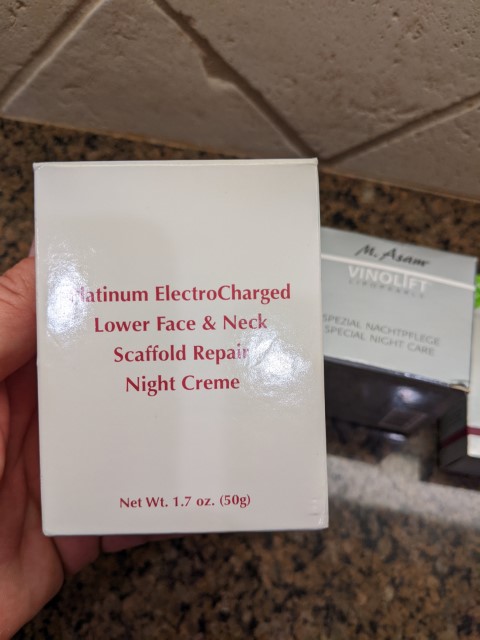 Platinum ElectroCharged
Lower Face & Neck
Scaffold Repair
Night Creme
Net Wt. 1.7 oz. (50g)
M. Asam
VINOLIFT
SPEZIAL NACHTPFLEGE
SPECIAL NIGHT CARE